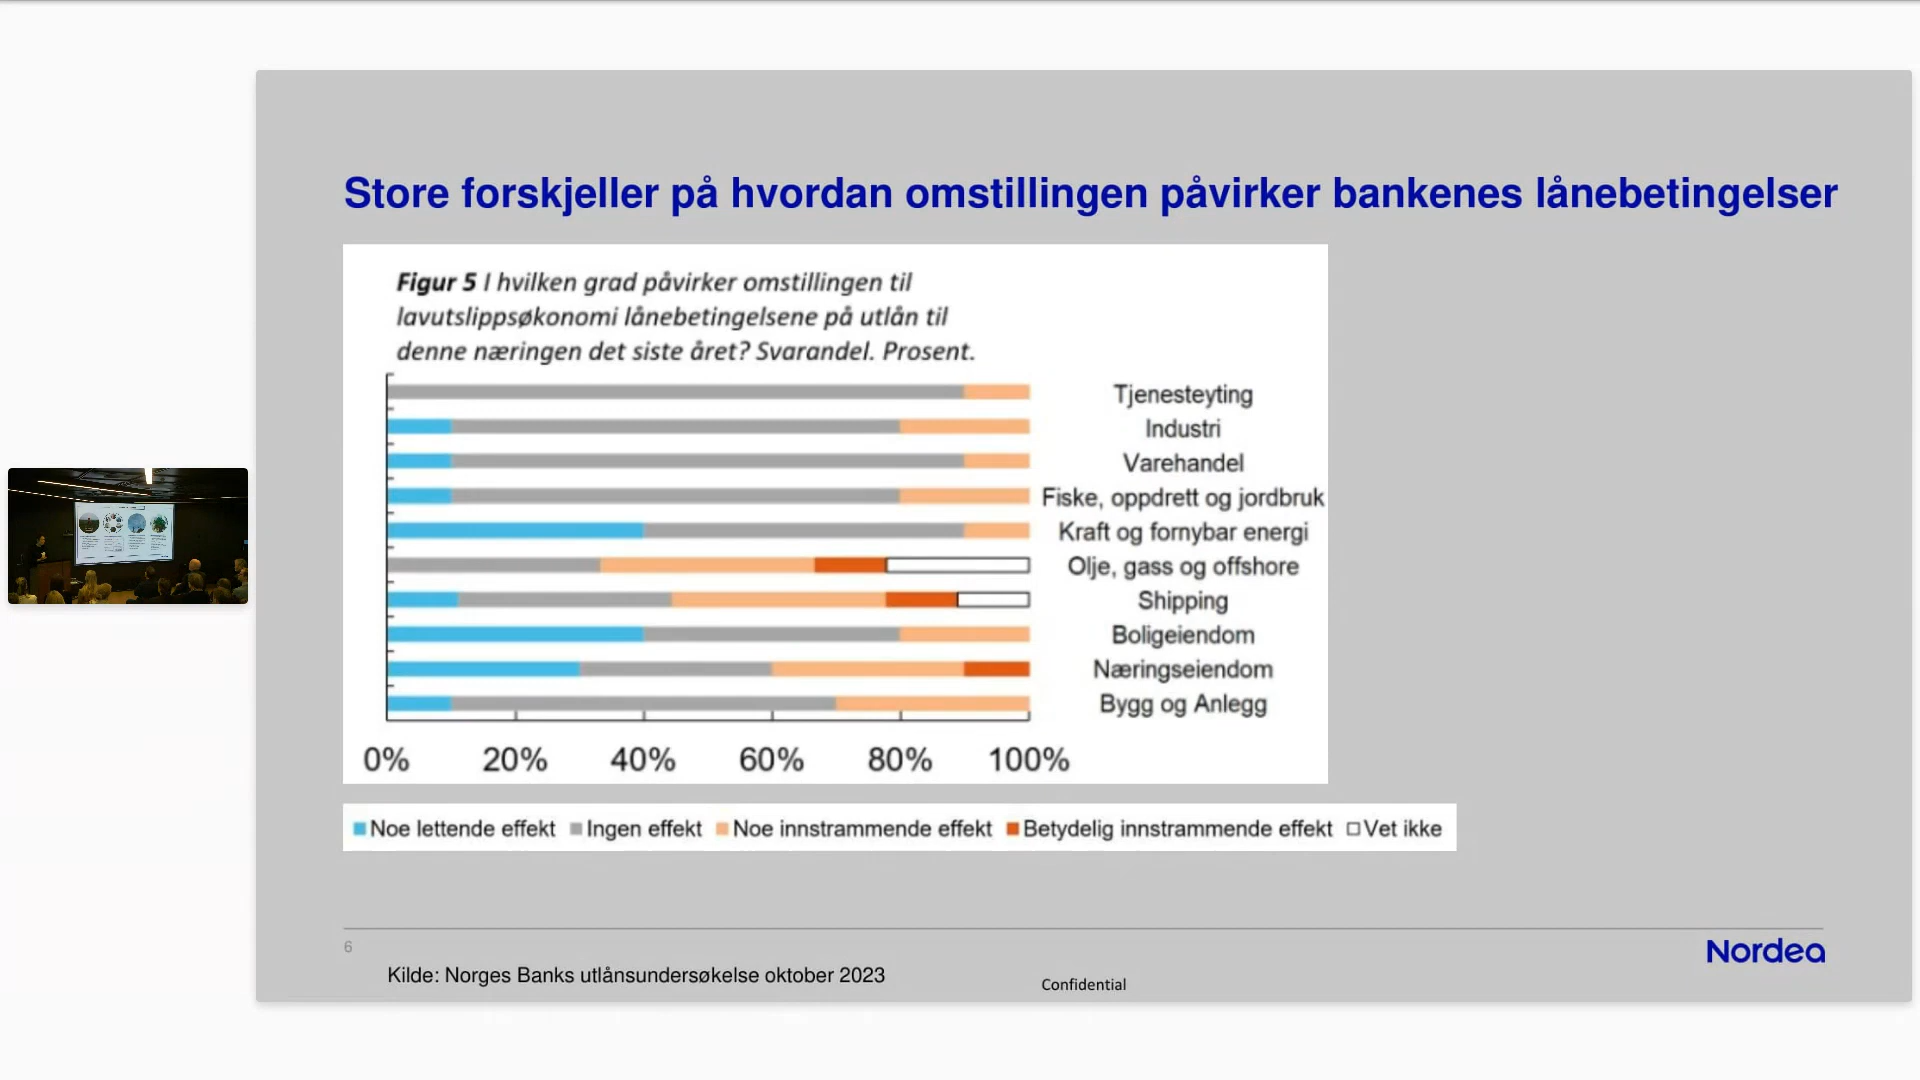 Store forskjeller på hvordan omstillingen påvirker bankenes lånebetingelser
Figur 5 I hvilken grad påvirker omstillingen til
lavutslippsøkonomi lånebetingelsene på utlån til
denne næringen det siste året? Svarandel. Prosent.
Tjenesteyting
Industri
Varehandel
Fiske, oppdrett og jordbruk
Kraft og fornybar energi
Olje, gass og offshore
Shipping
Boligeiendom
Næringseiendom
Bygg og Anlegg
0% 20% 40% 60% 80% 100%
Noe lettende effekt Ingen effekt Noe innstrammende effekt Betydelig innstrammende effekt Vet ikke
6
Nordea
Kilde: Norges Banks utlånsundersøkelse oktober 2023
Confidential